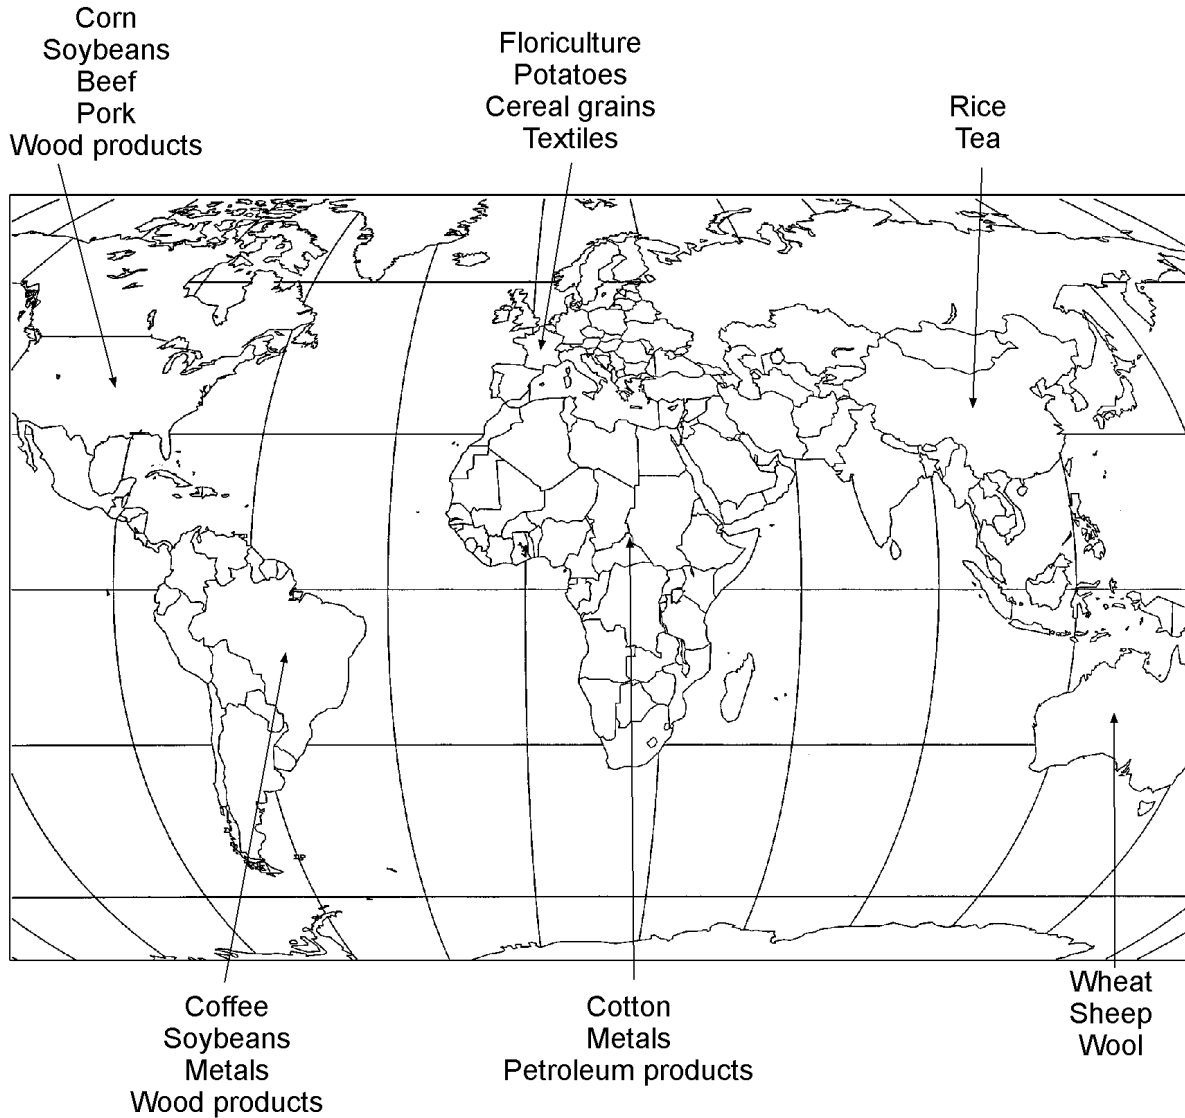 Corn
Soybeans
Beef
Pork
Wood products
Floriculture
Potatoes
Cereal grains
Textiles
Rice
Tea
Coffee
Soybeans
Metals
Wood products
Cotton
Metals
Petroleum products
Wheat
Sheep
Wool